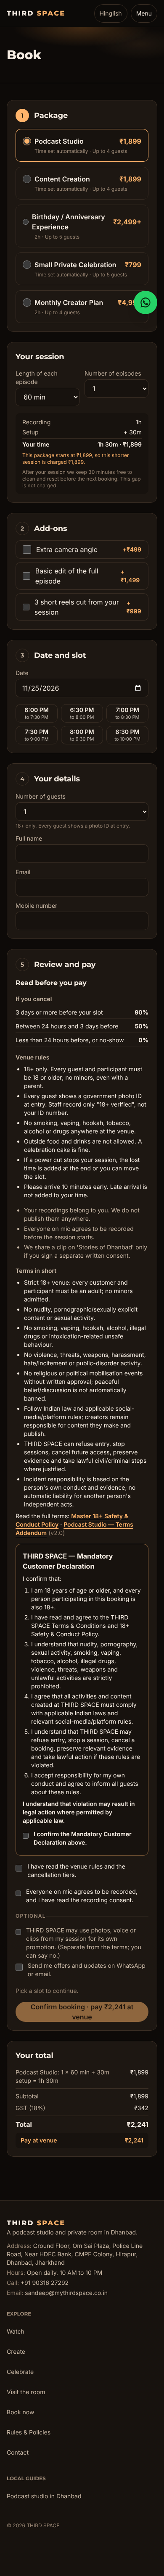 THIRD SPACE
Hinglish
Menu
Book
1 Package
Podcast Studio ₹1,899
Time set automatically · Up to 4 guests
Content Creation ₹1,899
Time set automatically · Up to 4 guests
Birthday / Anniversary ₹2,499+
Experience
2h · Up to 5 guests
Small Private Celebration ₹799
Time set automatically · Up to 5 guests
Monthly Creator Plan
2h · Up to 4 guests
Your session
Length of each
episode
Number of episodes
60 min
1
Recording 1h
Setup + 30m
Your time 1h 30m · ₹1,899
This package starts at ₹1,899, so this shorter
session is charged ₹1,899.
After your session we keep 30 minutes free to
clean and reset before the next booking. This gap
is not charged.
2 Add-ons
Extra camera angle +₹499
Basic edit of the full
episode
+
₹1,499
3 short reels cut from your
session
+
₹999
3 Date and slot
Date
11/25/2026
6:00 PM
to 7:30 PM
6:30 PM
to 8:00 PM
7:00 PM
to 8:30 PM
7:30 PM
to 9:00 PM
8:00 PM
to 9:30 PM
8:30 PM
to 10:00 PM
4 Your details
Number of guests
1
18+ only. Every guest shows a photo ID at entry.
Full name
Email
Mobile number
5 Review and pay
Read before you pay
If you cancel
3 days or more before your slot 90%
Between 24 hours and 3 days before 50%
Less than 24 hours before, or no-show 0%
Venue rules
• 18+ only. Every guest and participant must
be 18 or older; no minors, even with a
parent.
• Every guest shows a government photo ID
at entry. Staff record only "18+ verified", not
your ID number.
• No smoking, vaping, hookah, tobacco,
alcohol or drugs anywhere at the venue.
• Outside food and drinks are not allowed. A
celebration cake is fine.
• If a power cut stops your session, the lost
time is added at the end or you can move
the slot.
• Please arrive 10 minutes early. Late arrival is
not added to your time.
• Your recordings belong to you. We do not
publish them anywhere.
• Everyone on mic agrees to be recorded
before the session starts.
• We share a clip on 'Stories of Dhanbad' only
if you sign a separate written consent.
Terms in short
• Strict 18+ venue: every customer and
participant must be an adult; no minors
admitted.
• No nudity, pornographic/sexually explicit
content or sexual activity.
• No smoking, vaping, hookah, alcohol, illegal
drugs or intoxication-related unsafe
behaviour.
• No violence, threats, weapons, harassment,
hate/incitement or public-disorder activity.
• No religious or political mobilisation events
without written approval; peaceful
belief/discussion is not automatically
banned.
• Follow Indian law and applicable social-
media/platform rules; creators remain
responsible for content they make and
publish.
• THIRD SPACE can refuse entry, stop
sessions, cancel future access, preserve
evidence and take lawful civil/criminal steps
where justified.
• Incident responsibility is based on the
person's own conduct and evidence; no
automatic liability for another person's
independent acts.
Read the full terms: Master 18+ Safety &
Conduct Policy · Podcast Studio — Terms
Addendum (v2.0)
THIRD SPACE — Mandatory
Customer Declaration
I confirm that:
1. I am 18 years of age or older, and every
person participating in this booking is
also 18+.
2. I have read and agree to the THIRD
SPACE Terms & Conditions and 18+
Safety & Conduct Policy.
3. I understand that nudity, pornography,
sexual activity, smoking, vaping,
tobacco, alcohol, illegal drugs,
violence, threats, weapons and
unlawful activities are strictly
prohibited.
4. I agree that all activities and content
created at THIRD SPACE must comply
with applicable Indian laws and
relevant social-media/platform rules.
5. I understand that THIRD SPACE may
refuse entry, stop a session, cancel a
booking, preserve relevant evidence
and take lawful action if these rules are
violated.
6. I accept responsibility for my own
conduct and agree to inform all guests
about these rules.
I understand that violation may result in
legal action where permitted by
applicable law.
I confirm the Mandatory Customer
Declaration above.
I have read the venue rules and the
cancellation tiers.
Everyone on mic agrees to be recorded,
and I have read the recording consent.
OPTIONAL
THIRD SPACE may use photos, voice or
clips from my session for its own
promotion. (Separate from the terms; you
can say no.)
Send me offers and updates on WhatsApp
or email.
Pick a slot to continue.
Confirm booking · pay ₹2,241 at
venue
Your total
Podcast Studio: 1 × 60 min + 30m
setup = 1h 30m
₹1,899
Subtotal ₹1,899
GST (18%) ₹342
Total ₹2,241
Pay at venue ₹2,241
THIRD SPACE
A podcast studio and private room in Dhanbad.
Address: Ground Floor, Om Sai Plaza, Police Line
Road, Near HDFC Bank, CMPF Colony, Hirapur,
Dhanbad, Jharkhand
Hours: Open daily, 10 AM to 10 PM
Call: +91 90316 27292
Email: sandeep@mythirdspace.co.in
EXPLORE
Watch
Create
Celebrate
Visit the room
Book now
Rules & Policies
Contact
LOCAL GUIDES
Podcast studio in Dhanbad
© 2026 THIRD SPACE